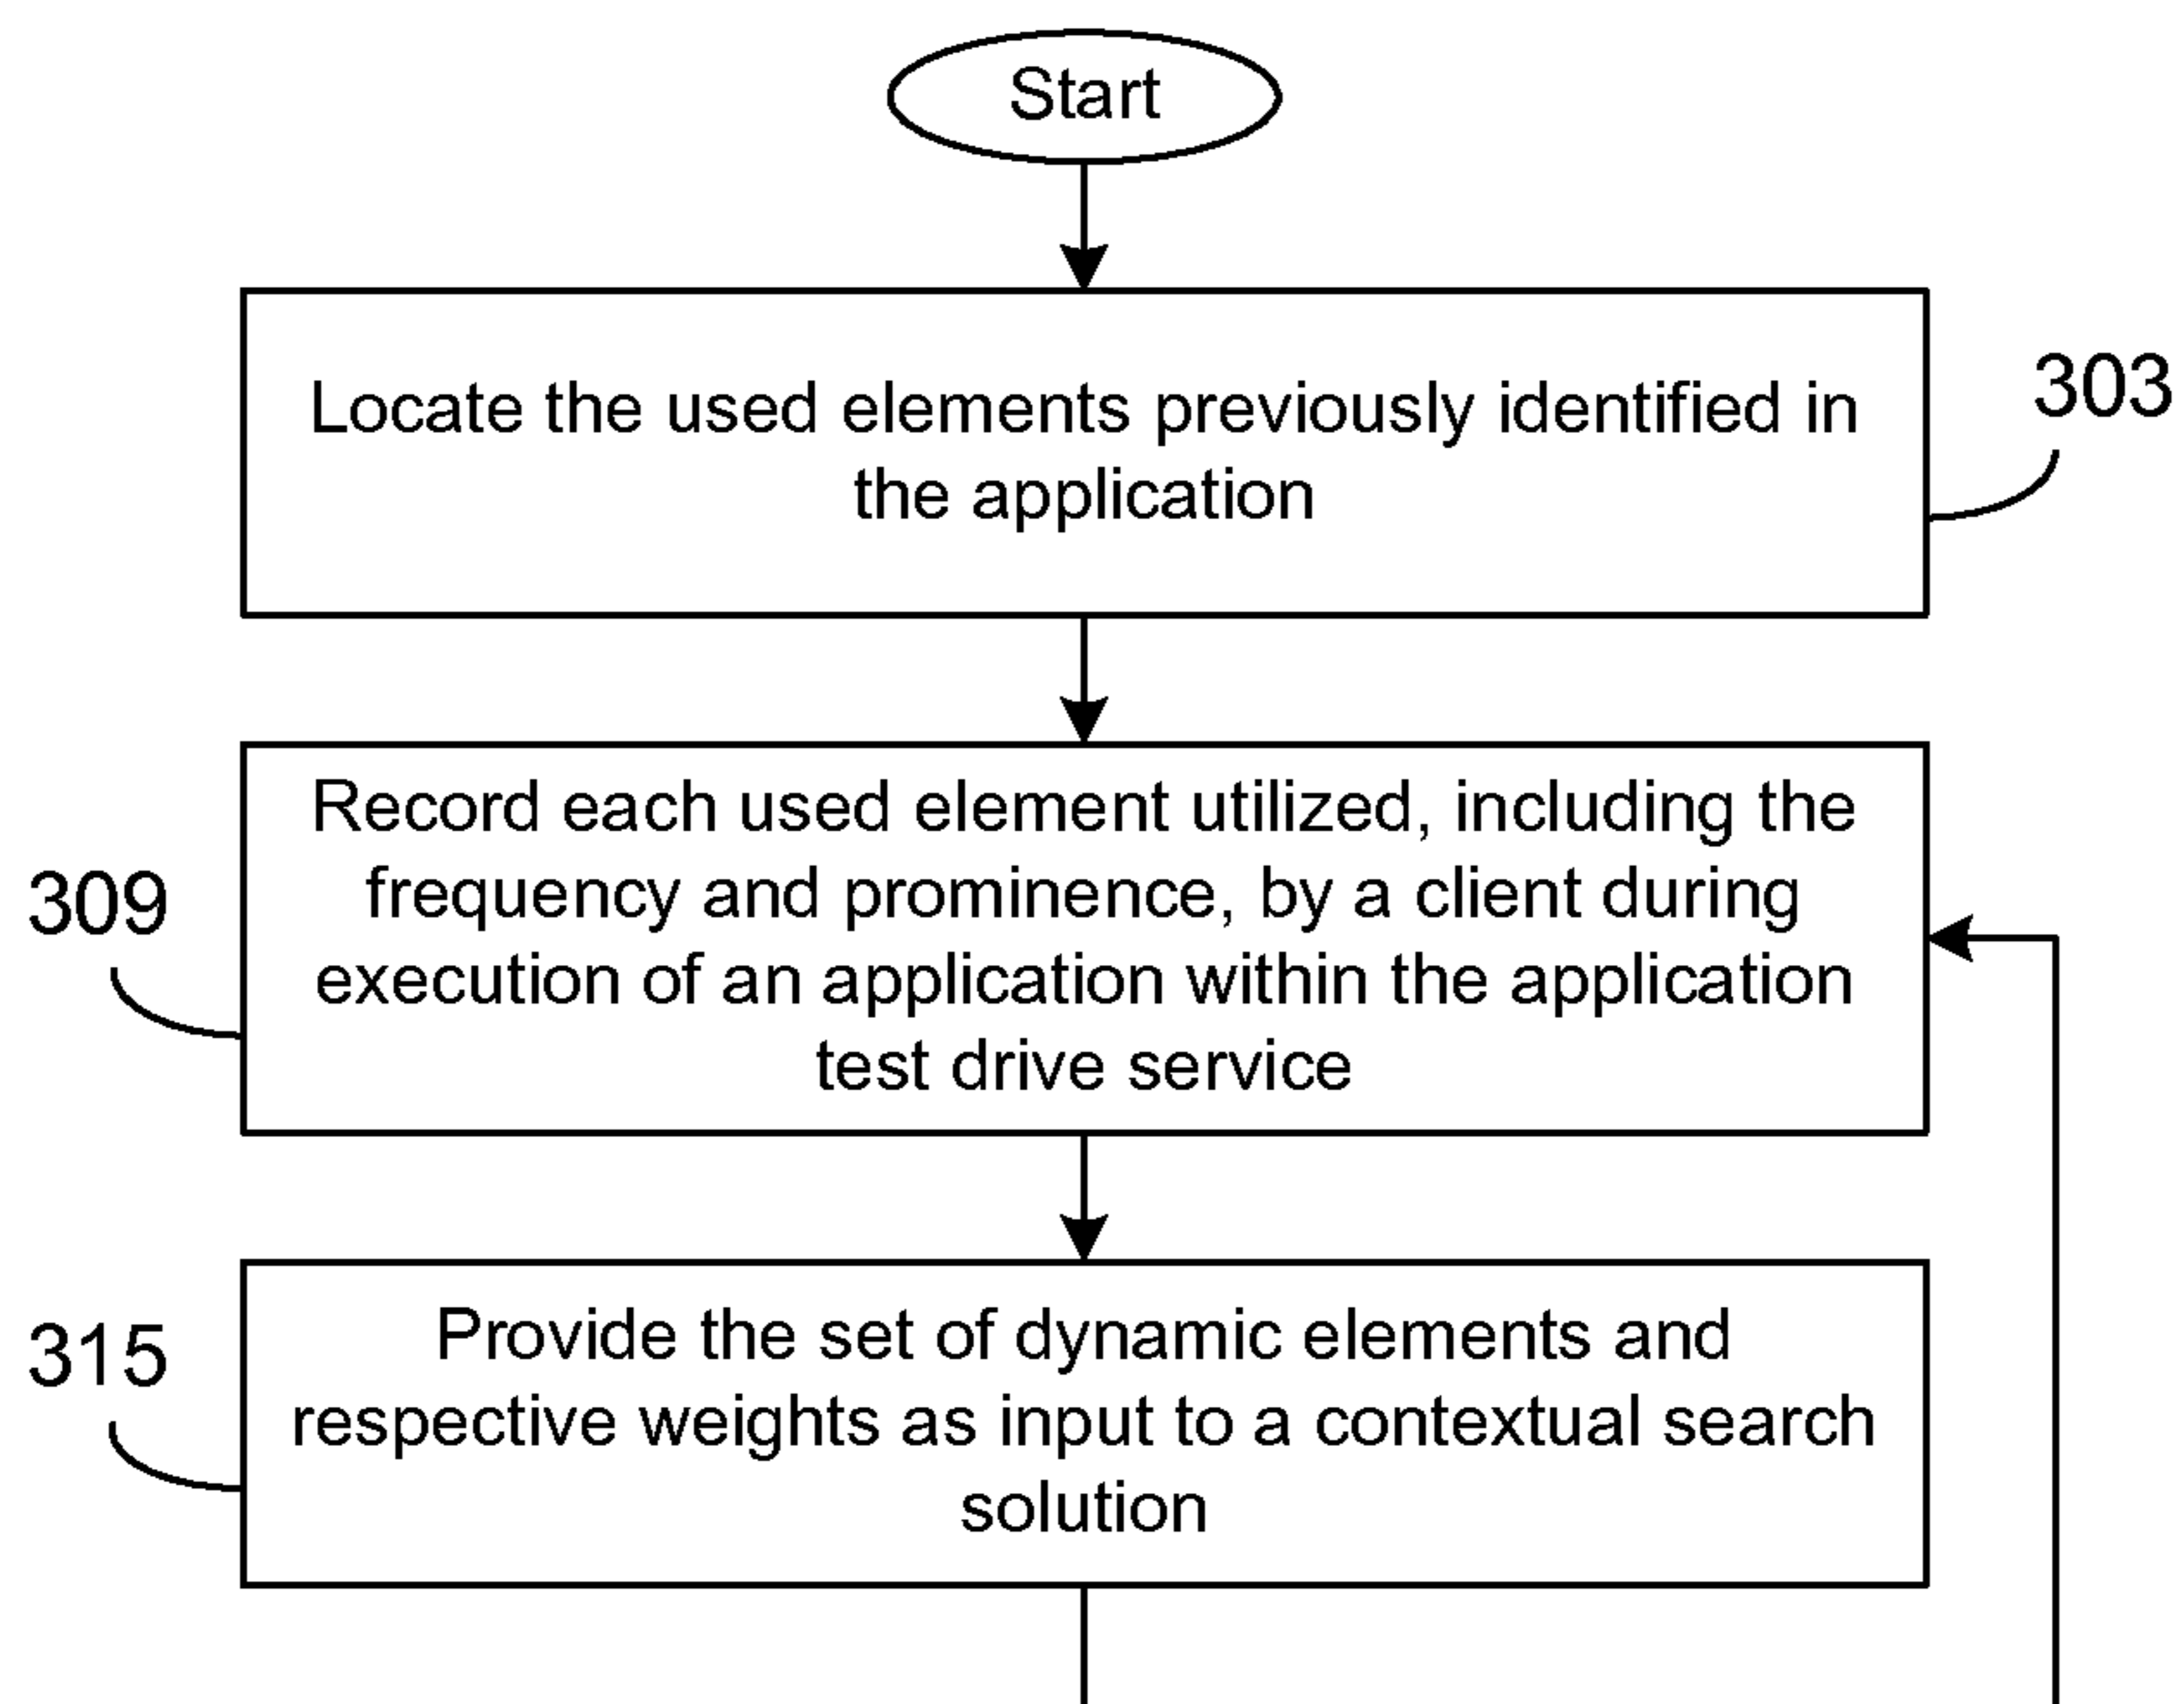 Start
Locate the used elements previously identified in
the application
303
Record each used element utilized, including the
frequency and prominence, by a client during
execution of an application within the application
test drive service
309
Provide the set of dynamic elements and
respective weights as input to a contextual search
solution
315